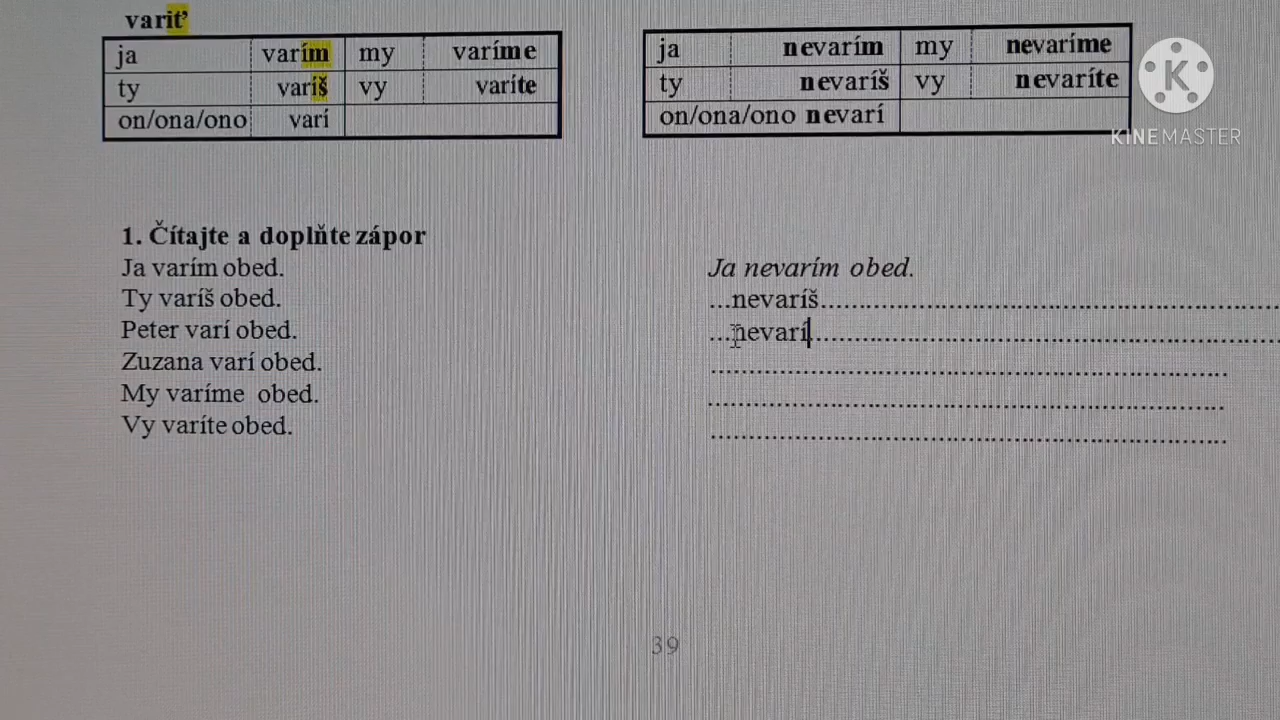 variť
ja varím my varíme
ty varíš vy varíte
on/ona/ono varí
ja nevarím my nevaríme
ty nevaríš vy nevaríte
on/ona/ono nevarí
K
KINEMASTER
1. Čítajte a doplňte zápor
Ja varím obed. Ja nevarím obed.
Ty varíš obed. ...nevaríš..............................................................
Peter varí obed. ...nevarí..............................................................
Zuzana varí obed. ....................................................................
My varíme obed. ....................................................................
Vy varíte obed. ....................................................................
39